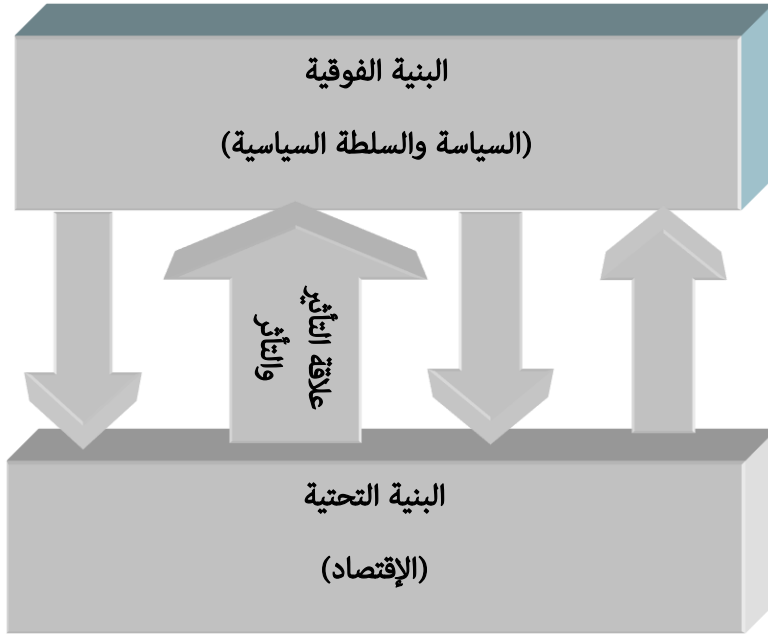 البنية الفوقية
(السياسة والسلطة السياسية)
علاقة التأثير
والتأثر
البنية التحتية
(الإقتصاد)